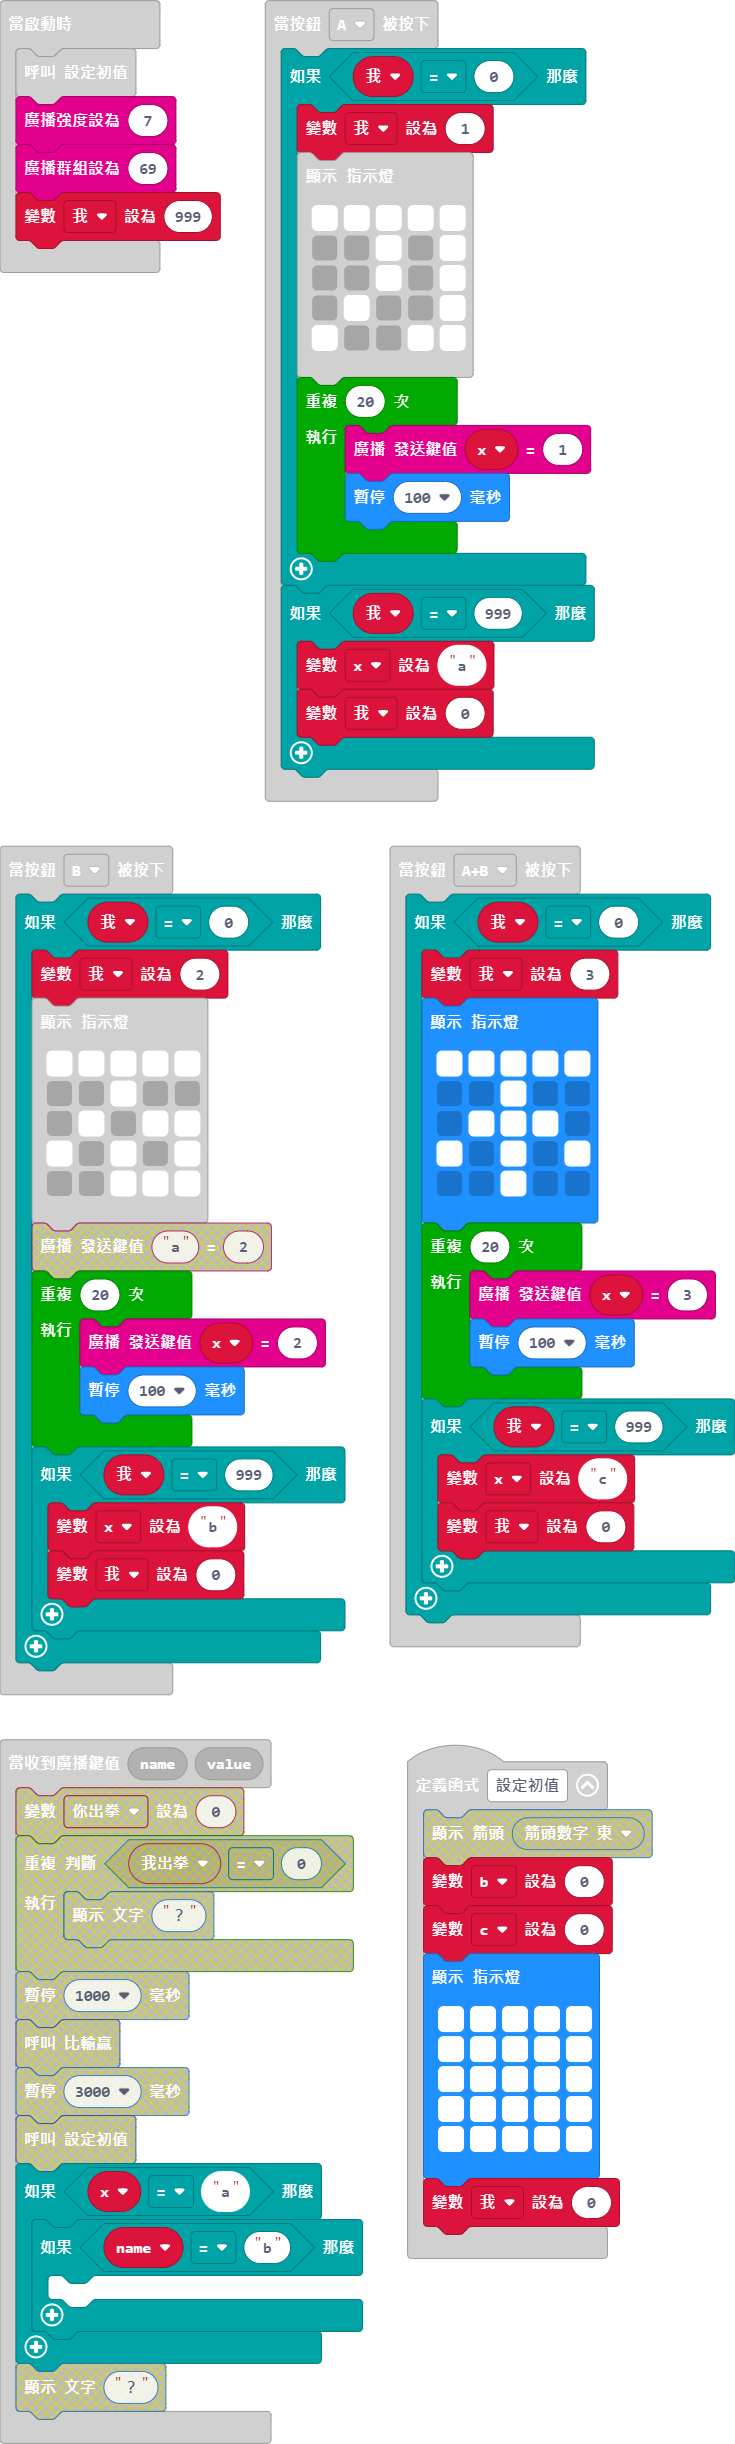 當啟動時
呼叫 設定初值
廣播強度設為 7
廣播群組設為 69
變數 我 設為 999
當按鈕 A 被按下
如果 我 = 0 那麼
變數 我 設為 1
顯示 指示燈
重複 20 次
執行
廣播 發送鍵值 x = 1
暫停 100 毫秒
如果 我 = 999 那麼
變數 x 設為 "a"
變數 我 設為 0
當按鈕 B 被按下
如果 我 = 0 那麼
變數 我 設為 2
顯示 指示燈
廣播 發送鍵值 "a" = 2
重複 20 次
執行
廣播 發送鍵值 x = 2
暫停 100 毫秒
如果 我 = 999 那麼
變數 x 設為 "b"
變數 我 設為 0
當按鈕 A+B 被按下
如果 我 = 0 那麼
變數 我 設為 3
顯示 指示燈
重複 20 次
執行
廣播 發送鍵值 x = 3
暫停 100 毫秒
如果 我 = 999 那麼
變數 x 設為 "c"
變數 我 設為 0
當收到廣播鍵值 name value
變數 你出拳 設為 0
重複 判斷 我出拳 = 0
執行
顯示 文字 "?"
暫停 1000 毫秒
呼叫 比輸贏
暫停 3000 毫秒
呼叫 設定初值
如果 x = "a" 那麼
如果 name = "b" 那麼
顯示 文字 "?"
定義函式 設定初值
顯示 箭頭 箭頭數字 東
變數 b 設為 0
變數 c 設為 0
顯示 指示燈
變數 我 設為 0